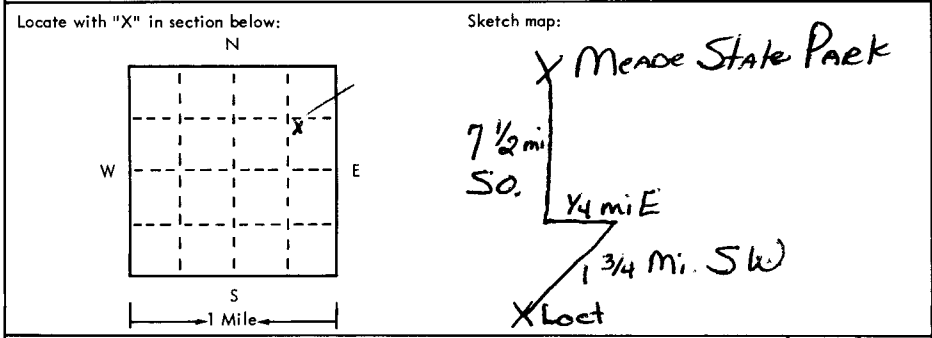 Locate with "X" in section below:
N
W
X
E
S
1 Mile
Sketch map:
X Meade State Park
7 1/2 mi
So.
1/4 mi E
1 3/4 Mi. SW
X Loct